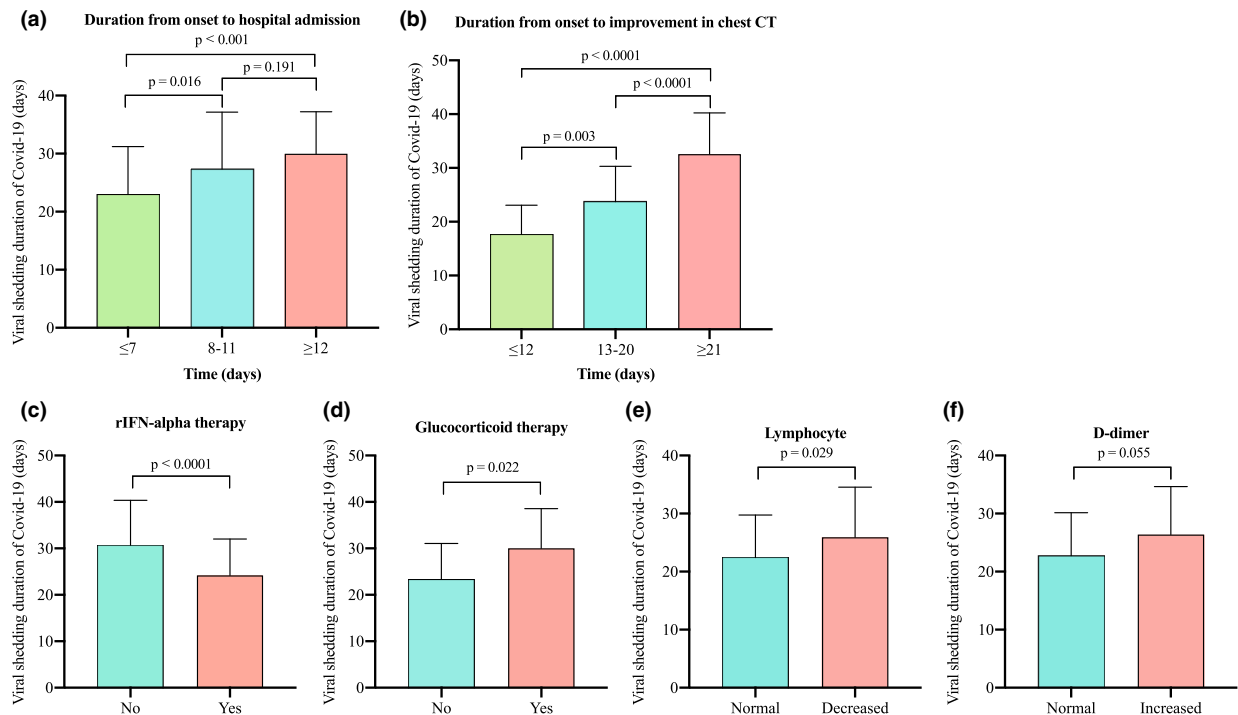 (a)
Duration from onset to hospital admission
p < 0.001
p = 0.016
p = 0.191
Viral shedding duration of Covid-19 (days)
40
30
20
10
0
≤7
8-11
≥12
Time (days)
(b)
Duration from onset to improvement in chest CT
p < 0.0001
p < 0.0001
p = 0.003
Viral shedding duration of Covid-19 (days)
50
40
30
20
10
0
≤12
13-20
≥21
Time (days)
(c)
rIFN-alpha therapy
p < 0.0001
Viral shedding duration of Covid-19 (days)
50
40
30
20
10
0
No
Yes
(d)
Glucocorticoid therapy
p = 0.022
Viral shedding duration of Covid-19 (days)
50
40
30
20
10
0
No
Yes
(e)
Lymphocyte
p = 0.029
Viral shedding duration of Covid-19 (days)
40
30
20
10
0
Normal
Decreased
(f)
D-dimer
p = 0.055
Viral shedding duration of Covid-19 (days)
40
30
20
10
0
Normal
Increased